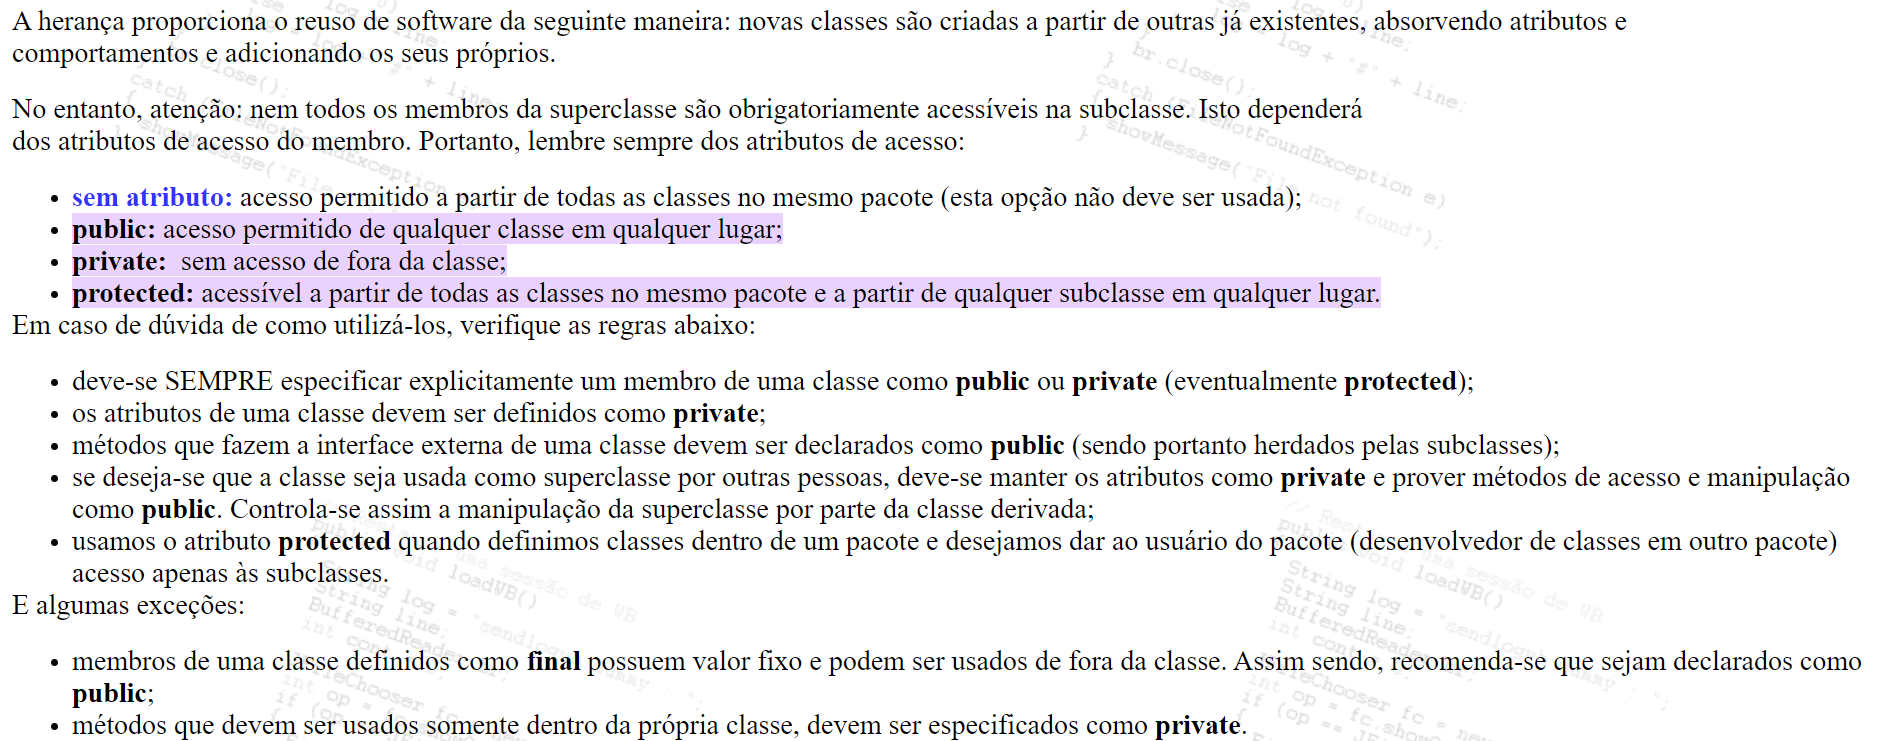 A herança proporciona o reuso de software da seguinte maneira: novas classes são criadas a partir de outras já existentes, absorvendo atributos e
comportamentos e adicionando os seus próprios.
No entanto, atenção: nem todos os membros da superclasse são obrigatoriamente acessíveis na subclasse. Isto dependerá
dos atributos de acesso do membro. Portanto, lembre sempre dos atributos de acesso:
• sem atributo: acesso permitido a partir de todas as classes no mesmo pacote (esta opção não deve ser usada);
• public: acesso permitido de qualquer classe em qualquer lugar;
• private: sem acesso de fora da classe;
• protected: acessível a partir de todas as classes no mesmo pacote e a partir de qualquer subclasse em qualquer lugar.
Em caso de dúvida de como utilizá-los, verifique as regras abaixo:
• deve-se SEMPRE especificar explicitamente um membro de uma classe como public ou private (eventualmente protected);
• os atributos de uma classe devem ser definidos como private;
• métodos que fazem a interface externa de uma classe devem ser declarados como public (sendo portanto herdados pelas subclasses);
• se deseja-se que a classe seja usada como superclasse por outras pessoas, deve-se manter os atributos como private e prover métodos de acesso e manipulação
como public. Controla-se assim a manipulação da superclasse por parte da classe derivada;
• usamos o atributo protected quando definimos classes dentro de um pacote e desejamos dar ao usuário do pacote (desenvolvedor de classes em outro pacote)
acesso apenas às subclasses.
E algumas exceções:
• membros de uma classe definidos como final possuem valor fixo e podem ser usados de fora da classe. Assim sendo, recomenda-se que sejam declarados como
public;
• métodos que devem ser usados somente dentro da própria classe, devem ser especificados como private.